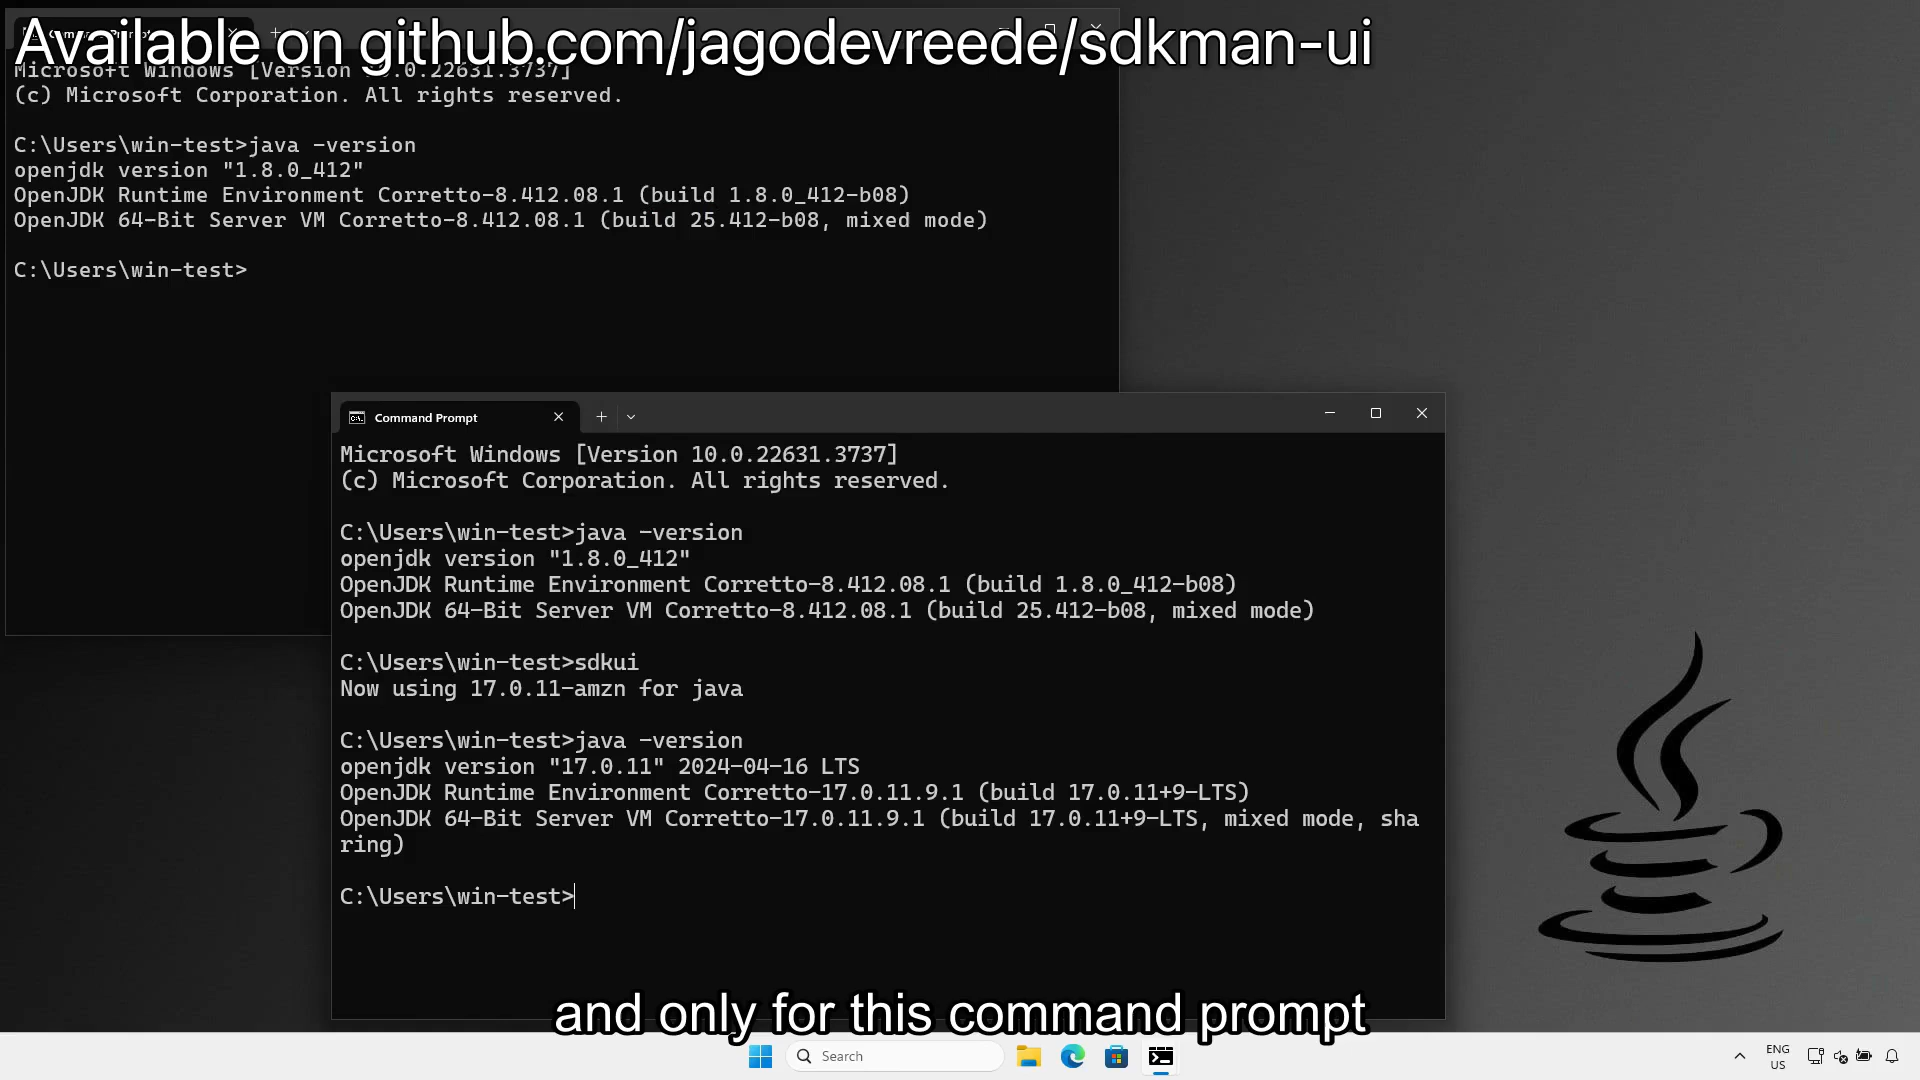 Available on github.com/jagodevreede/sdkman-ui
Microsoft Windows [Version 10.0.22631.3737]
(c) Microsoft Corporation. All rights reserved.
C:\Users\win-test>java -version
openjdk version "1.8.0_412"
OpenJDK Runtime Environment Corretto-8.412.08.1 (build 1.8.0_412-b08)
OpenJDK 64-Bit Server VM Corretto-8.412.08.1 (build 25.412-b08, mixed mode)
C:\Users\win-test>
Command Prompt
Microsoft Windows [Version 10.0.22631.3737]
(c) Microsoft Corporation. All rights reserved.
C:\Users\win-test>java -version
openjdk version "1.8.0_412"
OpenJDK Runtime Environment Corretto-8.412.08.1 (build 1.8.0_412-b08)
OpenJDK 64-Bit Server VM Corretto-8.412.08.1 (build 25.412-b08, mixed mode)
C:\Users\win-test>sdkui
Now using 17.0.11-amzn for java
C:\Users\win-test>java -version
openjdk version "17.0.11" 2024-04-16 LTS
OpenJDK Runtime Environment Corretto-17.0.11.9.1 (build 17.0.11+9-LTS)
OpenJDK 64-Bit Server VM Corretto-17.0.11.9.1 (build 17.0.11+9-LTS, mixed mode, sha
ring)
C:\Users\win-test>
and only for this command prompt
Search
ENG
US